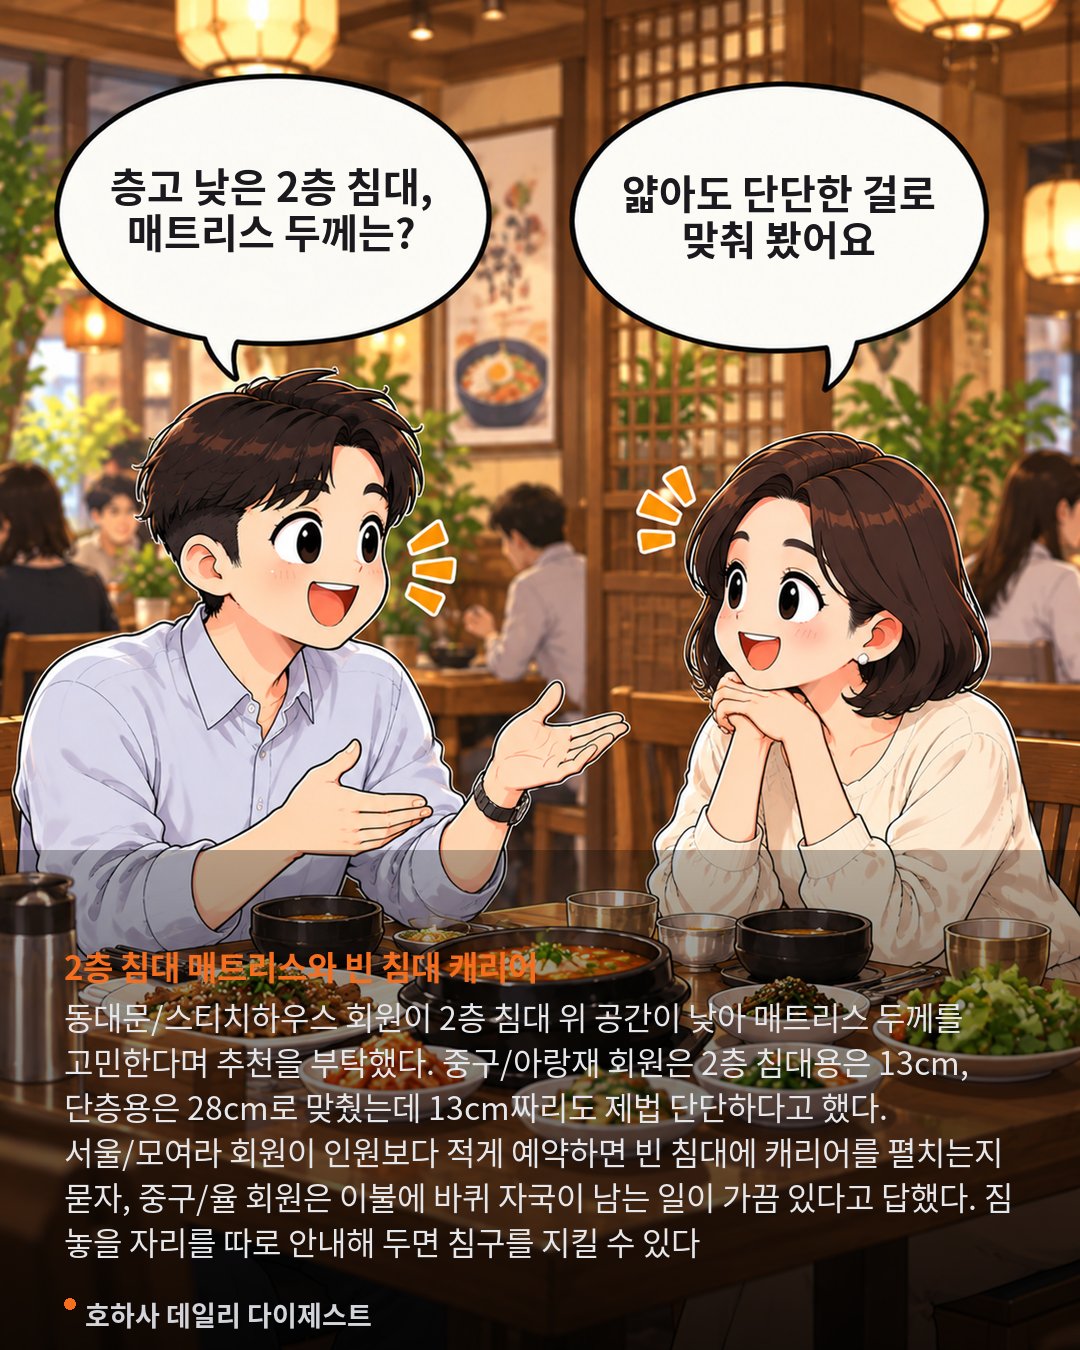 층고 낮은 2층 침대,
매트리스 두께는?
얇아도 단단한 걸로
맞춰 봤어요
2층 침대 매트리스와 빈 침대 캐리어
동대문/스티치하우스 회원이 2층 침대 위 공간이 낮아 매트리스 두께를
고민한다며 추천을 부탁했다. 중구/아랑재 회원은 2층 침대용은 13cm,
단층용은 28cm로 맞췄는데 13cm짜리도 제법 단단하다고 했다.
서울/모여라 회원이 인원보다 적게 예약하면 빈 침대에 캐리어를 펼치는지
묻자, 중구/율 회원은 이불에 바퀴 자국이 남는 일이 가끔 있다고 답했다. 짐
놓을 자리를 따로 안내해 두면 침구를 지킬 수 있다
호하사 데일리 다이제스트